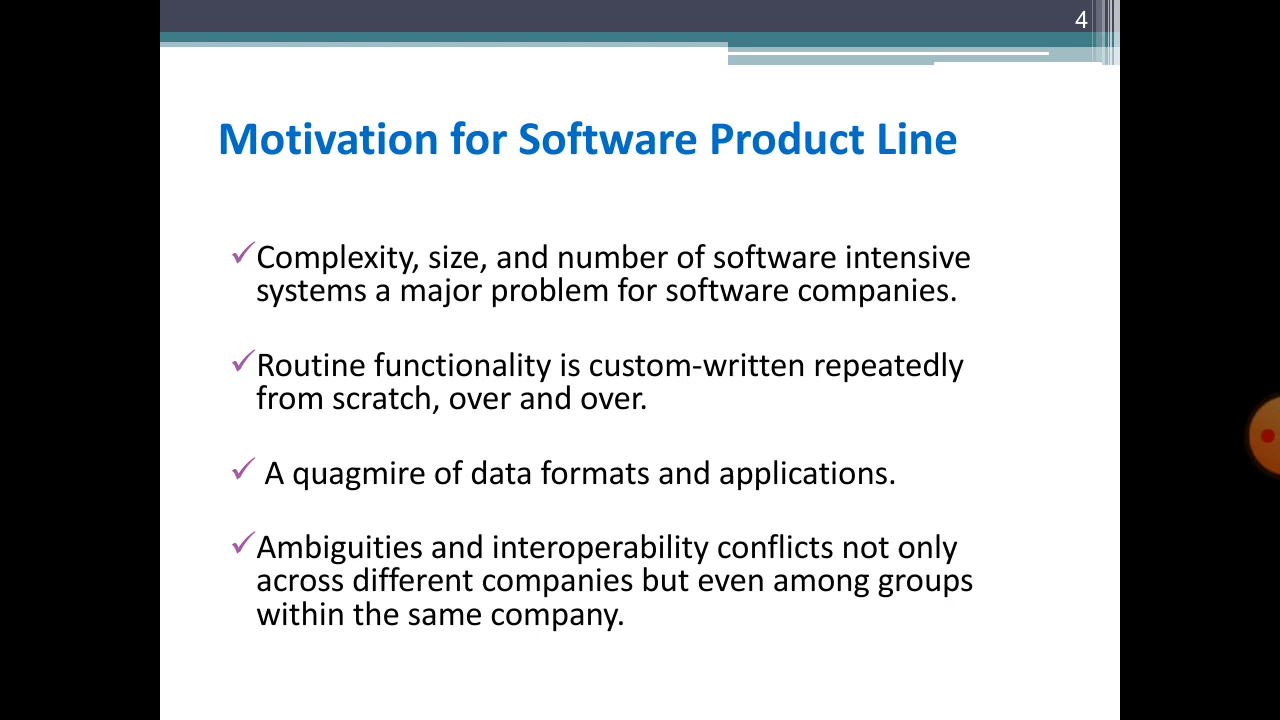 4
Motivation for Software Product Line
✓Complexity, size, and number of software intensive
systems a major problem for software companies.
✓Routine functionality is custom-written repeatedly
from scratch, over and over.
✓ A quagmire of data formats and applications.
✓Ambiguities and interoperability conflicts not only
across different companies but even among groups
within the same company.